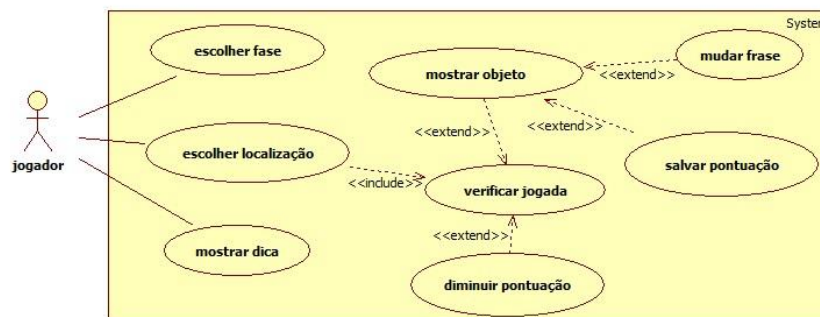 System
escolher fase
mudar frase
mostrar objeto
<<extend>>
<<extend>>
<<extend>>
jogador
escolher localização
salvar pontuação
<<include>>
verificar jogada
<<extend>>
mostrar dica
diminuir pontuação